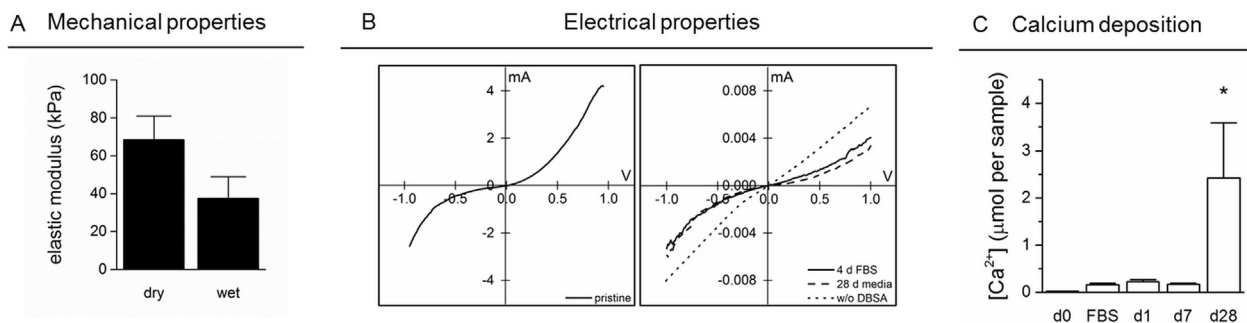 A Mechanical properties
elastic modulus (kPa)
100
80
60
40
20
0
dry wet
B Electrical properties
mA
4
2
0
-2
-4
V
-1.0 -0.5 0.0 0.5 1.0
pristine
mA
0.008
0.004
0.000
-0.004
-0.008
V
-1.0 -0.5 0.0 0.5 1.0
4 d FBS
28 d media
w/o DBSA
C Calcium deposition
[Ca²⁺] (µmol per sample)
4
3
2
1
0
*
d0 FBS d1 d7 d28